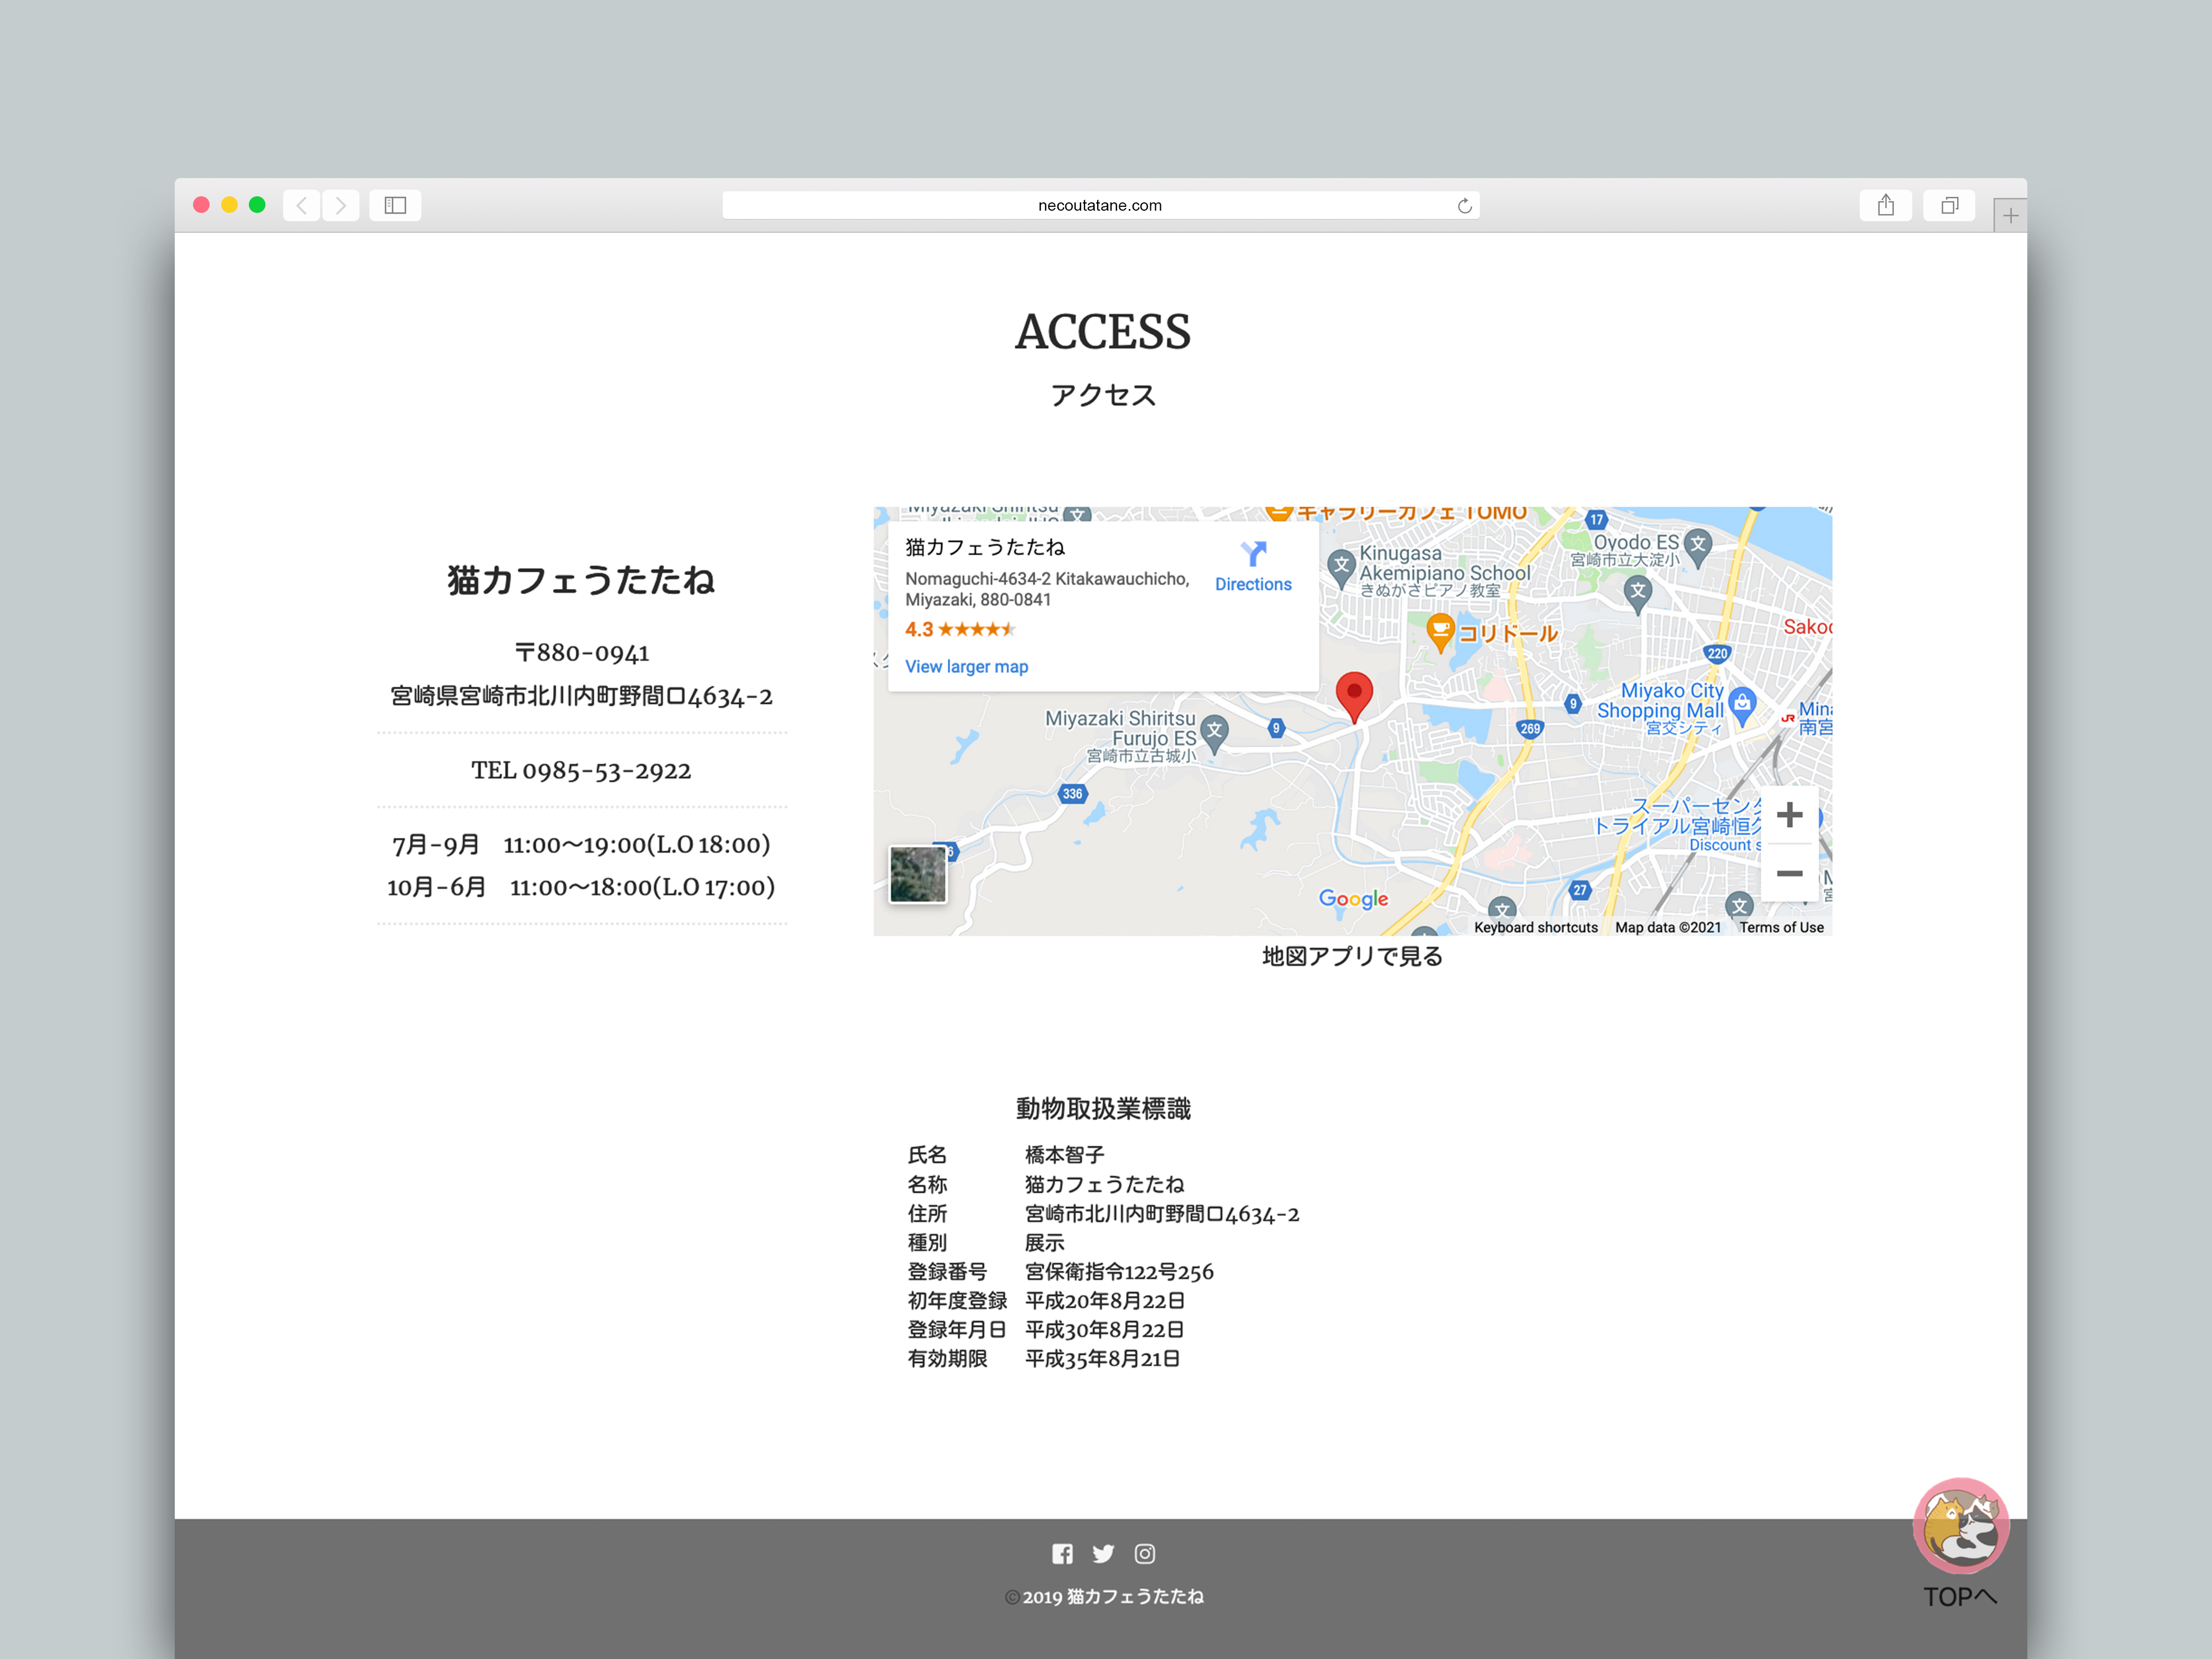 necoutatane.com
ACCESS
アクセス
猫カフェうたたね
〒880-0941
宮崎県宮崎市北川内町野間口4634-2
TEL 0985-53-2922
7月-9月　11:00〜19:00(L.O 18:00)
10月-6月　11:00〜18:00(L.O 17:00)
Miyazaki Shiritsu
キャラリーカフェ TOMO
猫カフェうたたね
Nomaguchi-4634-2 Kitakawauchicho,
Miyazaki, 880-0841
Directions
4.3
View larger map
Kinugasa
Akemipiano School
きぬがさピアノ教室
17
Oyodo ES
宮崎市立大淀小
コリドール
220
9
Miyako City
Shopping Mall
宮交シティ
269
JR
南宮
Miyazaki Shiritsu
Furujo ES
宮崎市立古城小
9
336
スーパーセン
トライアル宮崎恒
Discount
27
Google
Keyboard shortcuts
Map data ©2021
Terms of Use
地図アプリで見る
動物取扱業標識
氏名　橋本智子
名称　猫カフェうたたね
住所　宮崎市北川内町野間口4634-2
種別　展示
登録番号　宮保衛指令122号256
初年度登録　平成20年8月22日
登録年月日　平成30年8月22日
有効期限　平成35年8月21日
©2019 猫カフェうたたね
TOPへ